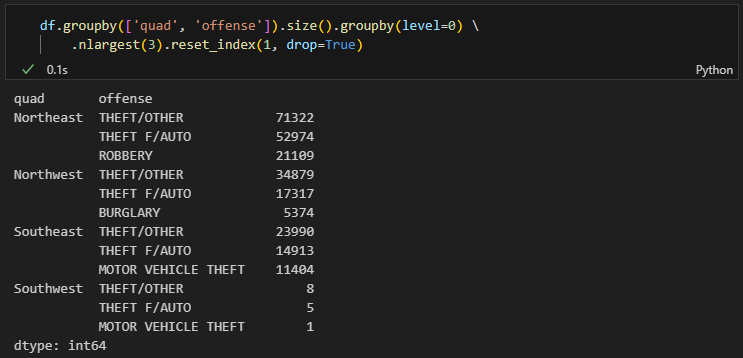 df.groupby(['quad', 'offense']).size().groupby(level=0) \
.nlargest(3).reset_index(1, drop=True)
✓ 0.1s Python
quad offense
Northeast THEFT/OTHER 71322
THEFT F/AUTO 52974
ROBBERY 21109
Northwest THEFT/OTHER 34879
THEFT F/AUTO 17317
BURGLARY 5374
Southeast THEFT/OTHER 23990
THEFT F/AUTO 14913
MOTOR VEHICLE THEFT 11404
Southwest THEFT/OTHER 8
THEFT F/AUTO 5
MOTOR VEHICLE THEFT 1
dtype: int64